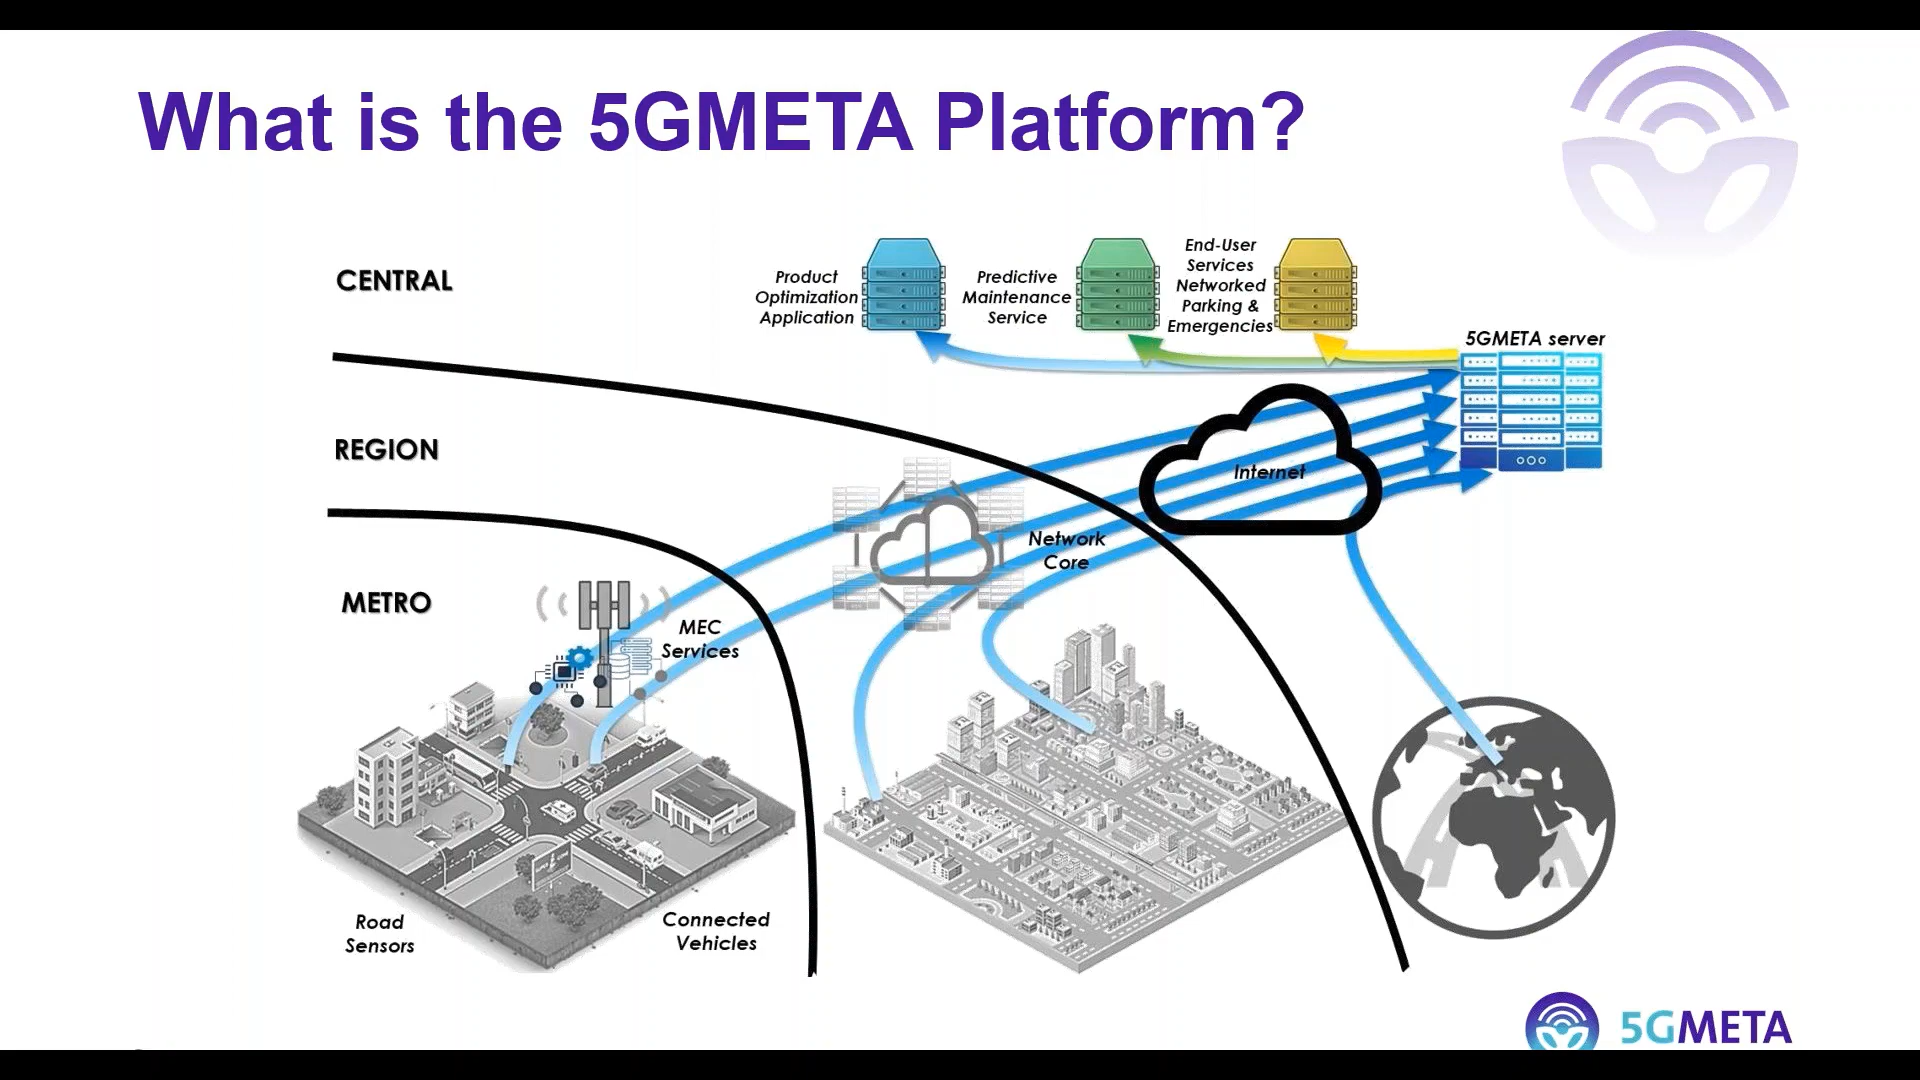 What is the 5GMETA Platform?
CENTRAL
Product
Optimization
Application
Predictive
Maintenance
Service
End-User
Services
Networked
Parking &
Emergencies
5GMETA server
REGION
Internet
Network
Core
METRO
MEC
Services
Road
Sensors
Connected
Vehicles
5GMETA